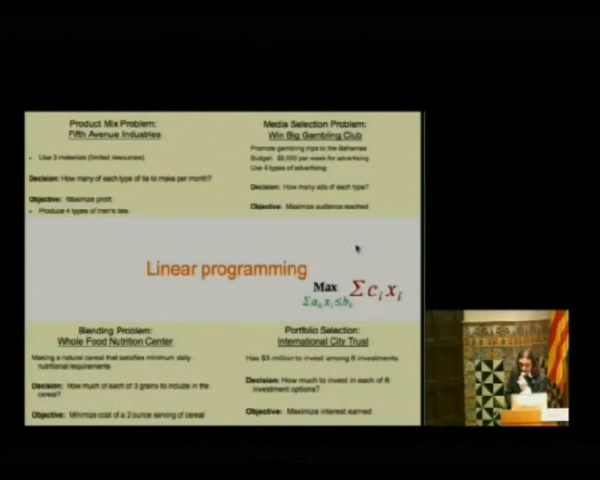 Product Mix Problem:
Fifth Avenue Industries
• Use 3 materials (limited resources)
Decision: How many of each type of tie to make per month?
Objective: Maximize profit
• Produce 4 types of men's ties
Media Selection Problem:
Win Big Gambling Club
Promote gambling trips to the Bahamas
Budget: $8,000 per week for advertising
Use 4 types of advertising
Decision: How many ads of each type?
Objective: Maximize audience reached
Linear programming
Max Σ cᵢ xᵢ
Σaᵢⱼxᵢ≤bⱼ
Blending Problem:
Whole Food Nutrition Center
Making a natural cereal that satisfies minimum daily
nutritional requirements
Decision: How much of each of 3 grains to include in the
cereal?
Objective: Minimize cost of a 2 ounce serving of cereal
Portfolio Selection:
International City Trust
Has $5 million to invest among 6 investments
Decision: How much to invest in each of 6
investment options?
Objective: Maximize interest earned